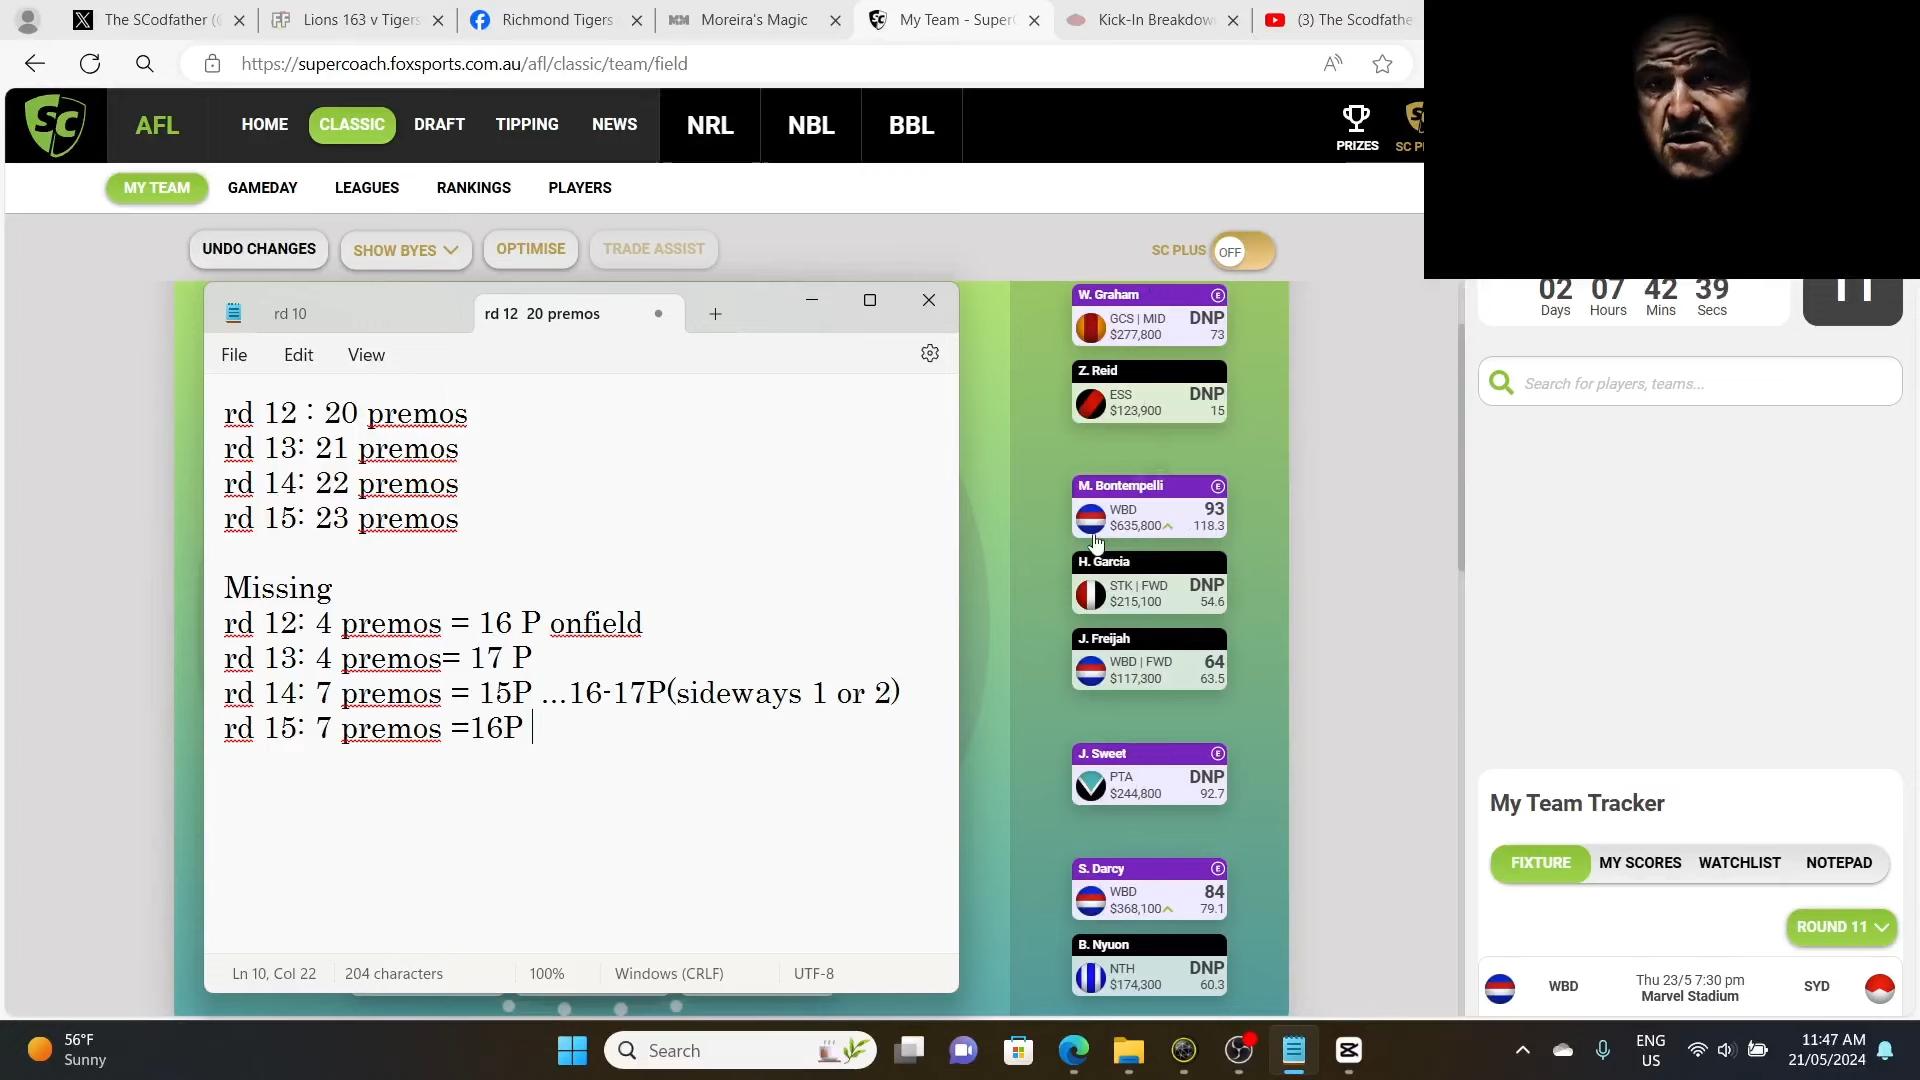 The SCodfather (
Lions 163 v Tigers
Richmond Tigers
MM
Moreira's Magic
My Team - Super
Kick-In Breakdow
(3) The Scodfathe
https://supercoach.foxsports.com.au/afl/classic/team/field
SC
AFL
HOME
CLASSIC
DRAFT
TIPPING
NEWS
NRL
NBL
BBL
PRIZES
SC
MY TEAM
GAMEDAY
LEAGUES
RANKINGS
PLAYERS
UNDO CHANGES
SHOW BYES
OPTIMISE
TRADE ASSIST
SC PLUS
OFF
02 07 42 39
Days Hours Mins Secs
11
rd 10
rd 12 20 premos
File
Edit
View
rd 12 : 20 premos
rd 13: 21 premos
rd 14: 22 premos
rd 15: 23 premos
Missing
rd 12: 4 premos = 16 P onfield
rd 13: 4 premos= 17 P
rd 14: 7 premos = 15P ...16-17P(sideways 1 or 2)
rd 15: 7 premos =16P
Ln 10, Col 22
204 characters
100%
Windows (CRLF)
UTF-8
W. Graham
E
GCS | MID
DNP
$277,800
73
Z. Reid
ESS
DNP
$123,900
15
M. Bontempelli
E
WBD
93
$635,800
118.3
H. Garcia
STK | FWD
DNP
$215,100
54.6
J. Freijah
WBD | FWD
64
$117,300
63.5
J. Sweet
E
PTA
DNP
$244,800
92.7
S. Darcy
E
WBD
84
$368,100
79.1
B. Nyuon
NTH
DNP
$174,300
60.3
Search for players, teams...
My Team Tracker
FIXTURE
MY SCORES
WATCHLIST
NOTEPAD
ROUND 11
WBD
Thu 23/5 7:30 pm
Marvel Stadium
SYD
56°F
Sunny
Search
ENG
US
11:47 AM
21/05/2024